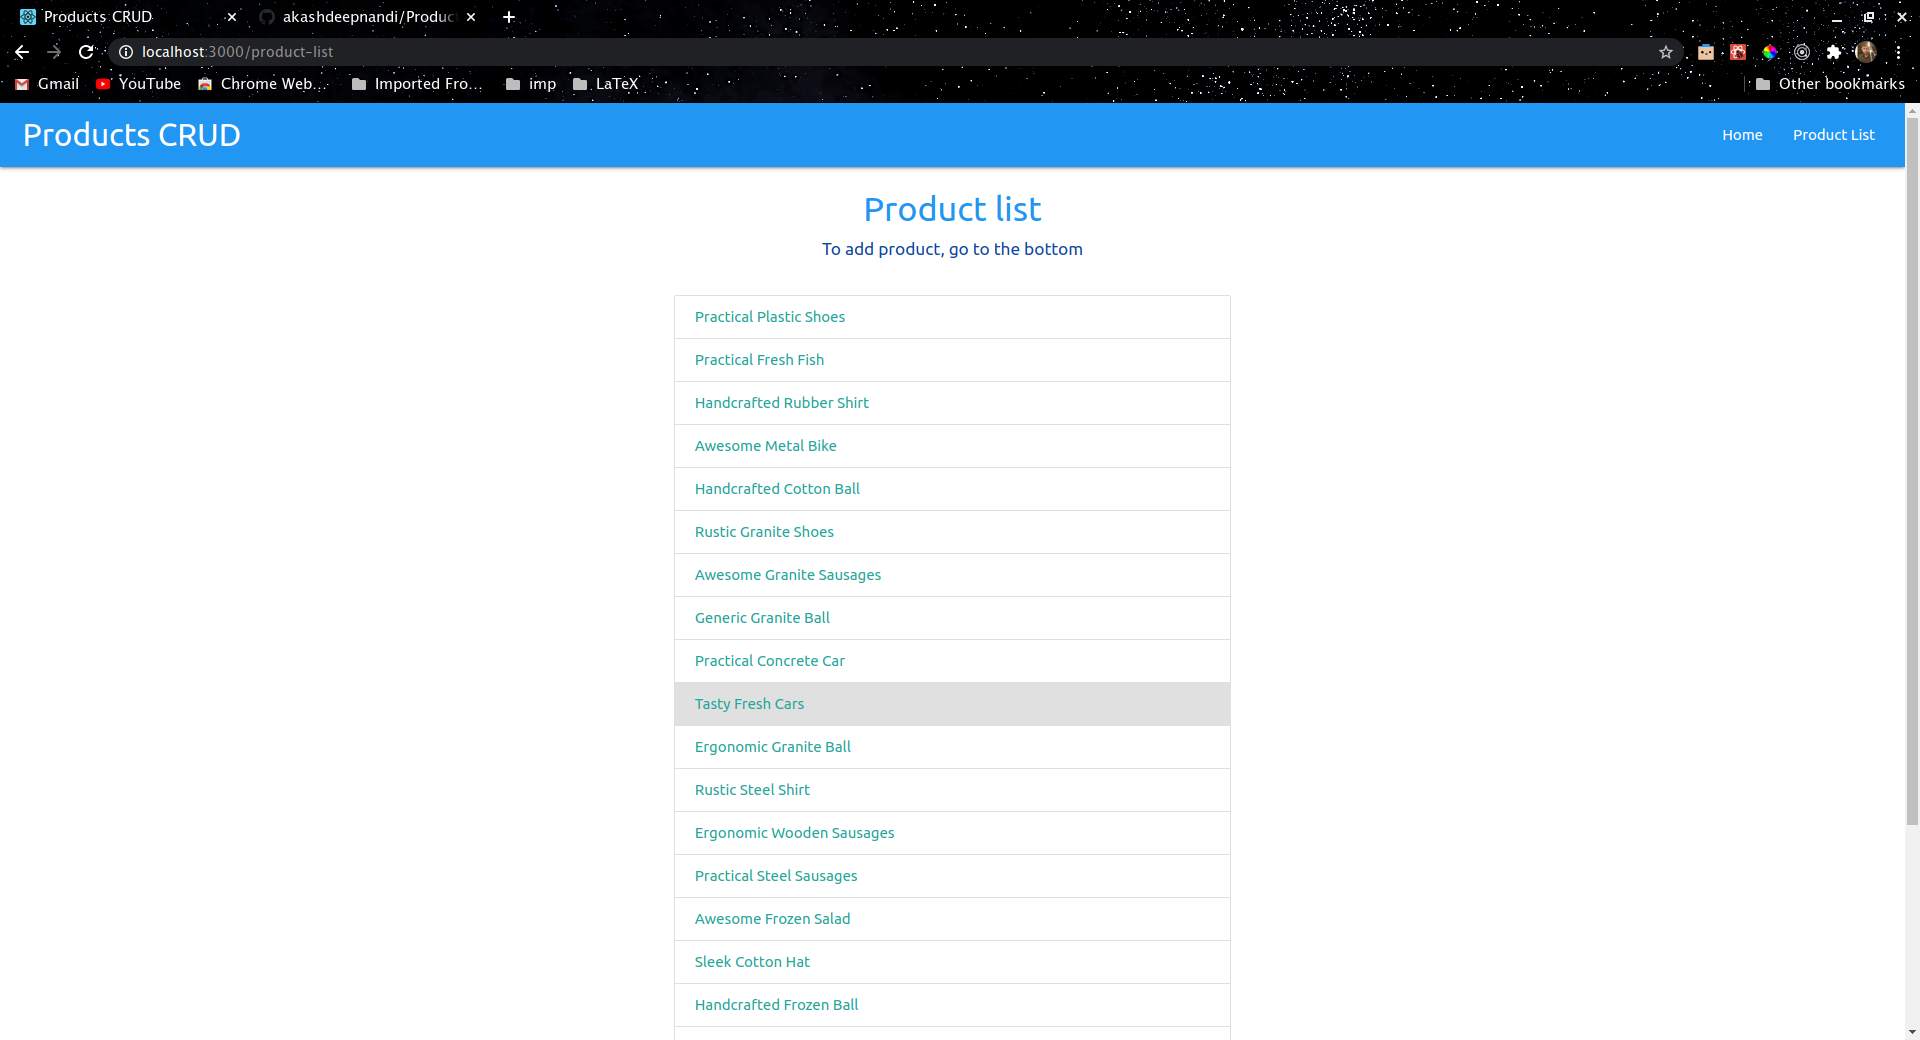 Products CRUD
akashdeepnandi/Produc
localhost:3000/product-list
Gmail YouTube Chrome Web... Imported Fro... imp LaTeX Other bookmarks
Products CRUD Home Product List
Product list
To add product, go to the bottom
Practical Plastic Shoes
Practical Fresh Fish
Handcrafted Rubber Shirt
Awesome Metal Bike
Handcrafted Cotton Ball
Rustic Granite Shoes
Awesome Granite Sausages
Generic Granite Ball
Practical Concrete Car
Tasty Fresh Cars
Ergonomic Granite Ball
Rustic Steel Shirt
Ergonomic Wooden Sausages
Practical Steel Sausages
Awesome Frozen Salad
Sleek Cotton Hat
Handcrafted Frozen Ball